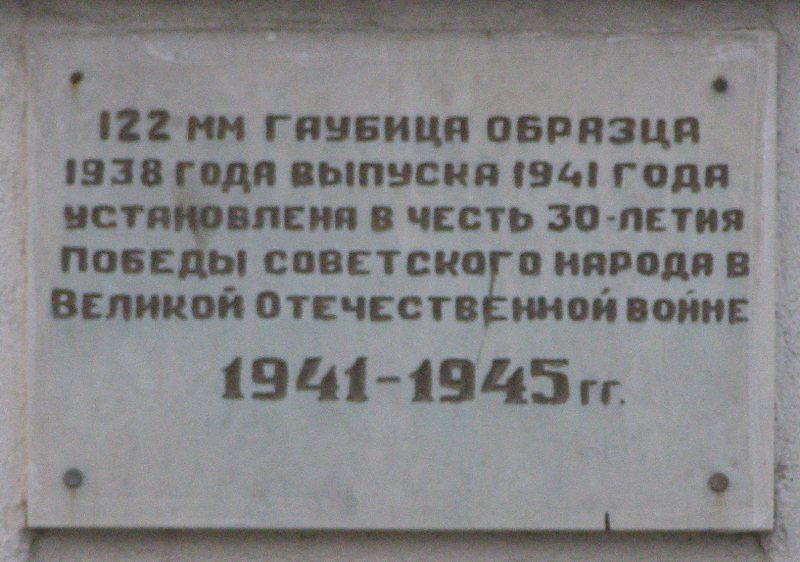 122 мм ГАУБИЦА ОБРАЗЦА
1938 ГОДА ВЫПУСКА 1941 ГОДА
УСТАНОВЛЕНА В ЧЕСТЬ 30-ЛЕТИЯ
ПОБЕДЫ СОВЕТСКОГО НАРОДА В
ВЕЛИКОЙ ОТЕЧЕСТВЕННОЙ ВОЙНЕ
1941-1945 гг.